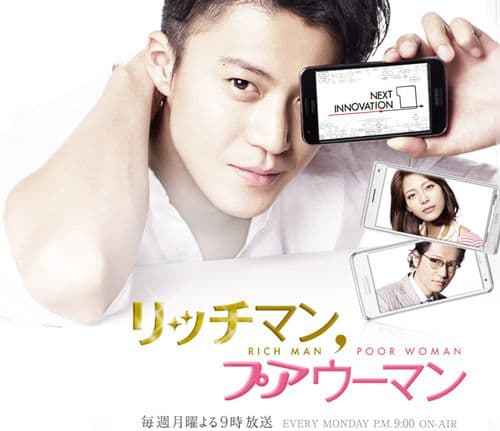 NEXT
INNOVATION 1
リッチマン,
RICH MAN, POOR WOMAN
プアウーマン
毎週月曜よる9時放送 EVERY MONDAY P.M.9:00 ON-AIR